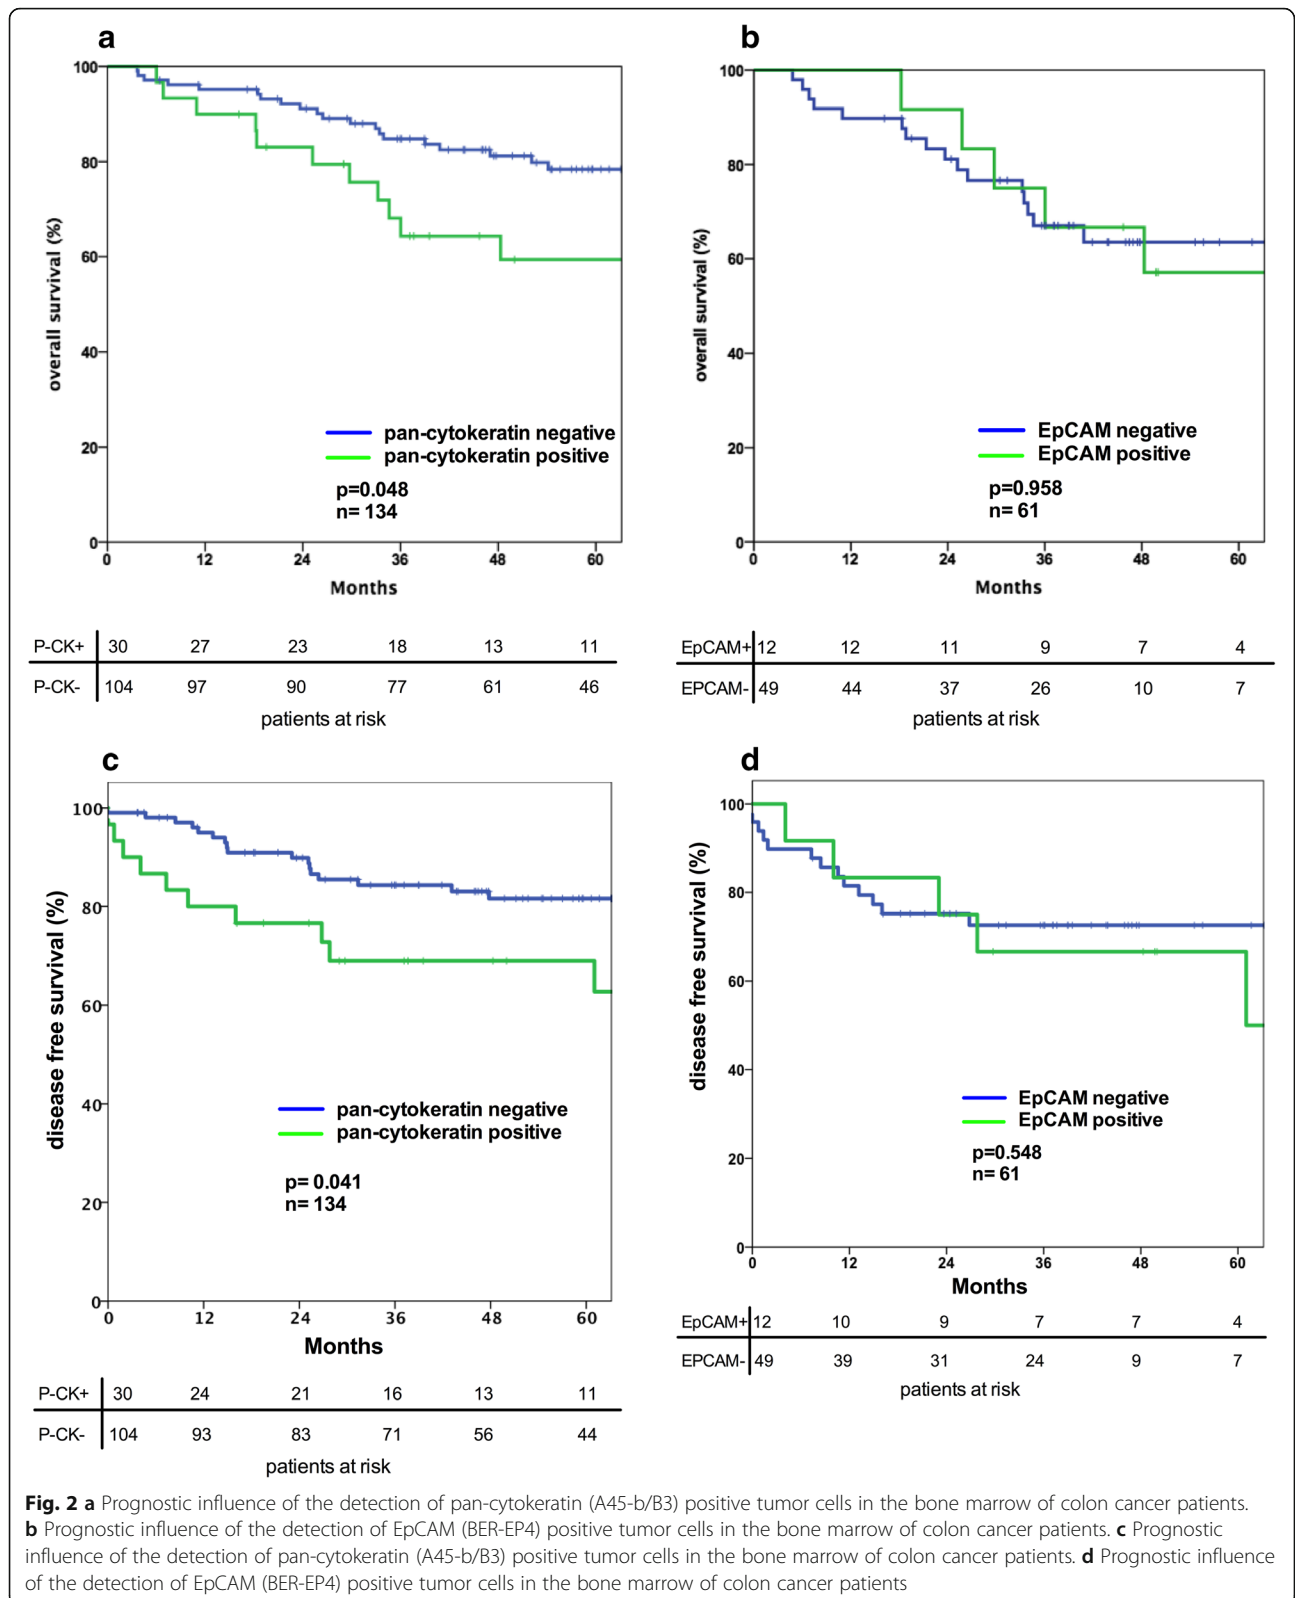 a
100
80
60
40
20
0
overall survival (%)
pan-cytokeratin negative
pan-cytokeratin positive
p=0.048
n= 134
0 12 24 36 48 60
Months
P-CK+ 30 27 23 18 13 11
P-CK- 104 97 90 77 61 46
patients at risk
b
100
80
60
40
20
0
overall survival (%)
EpCAM negative
EpCAM positive
p=0.958
n= 61
0 12 24 36 48 60
Months
EpCAM+ 12 12 11 9 7 4
EPCAM- 49 44 37 26 10 7
patients at risk
c
100
80
60
40
20
0
disease free survival (%)
pan-cytokeratin negative
pan-cytokeratin positive
p= 0.041
n= 134
0 12 24 36 48 60
Months
P-CK+ 30 24 21 16 13 11
P-CK- 104 93 83 71 56 44
patients at risk
d
100
80
60
40
20
0
disease free survival (%)
EpCAM negative
EpCAM positive
p=0.548
n= 61
0 12 24 36 48 60
Months
EpCAM+ 12 10 9 7 7 4
EPCAM- 49 39 31 24 9 7
patients at risk
Fig. 2 a Prognostic influence of the detection of pan-cytokeratin (A45-b/B3) positive tumor cells in the bone marrow of colon cancer patients.
b Prognostic influence of the detection of EpCAM (BER-EP4) positive tumor cells in the bone marrow of colon cancer patients. c Prognostic
influence of the detection of pan-cytokeratin (A45-b/B3) positive tumor cells in the bone marrow of colon cancer patients. d Prognostic influence
of the detection of EpCAM (BER-EP4) positive tumor cells in the bone marrow of colon cancer patients